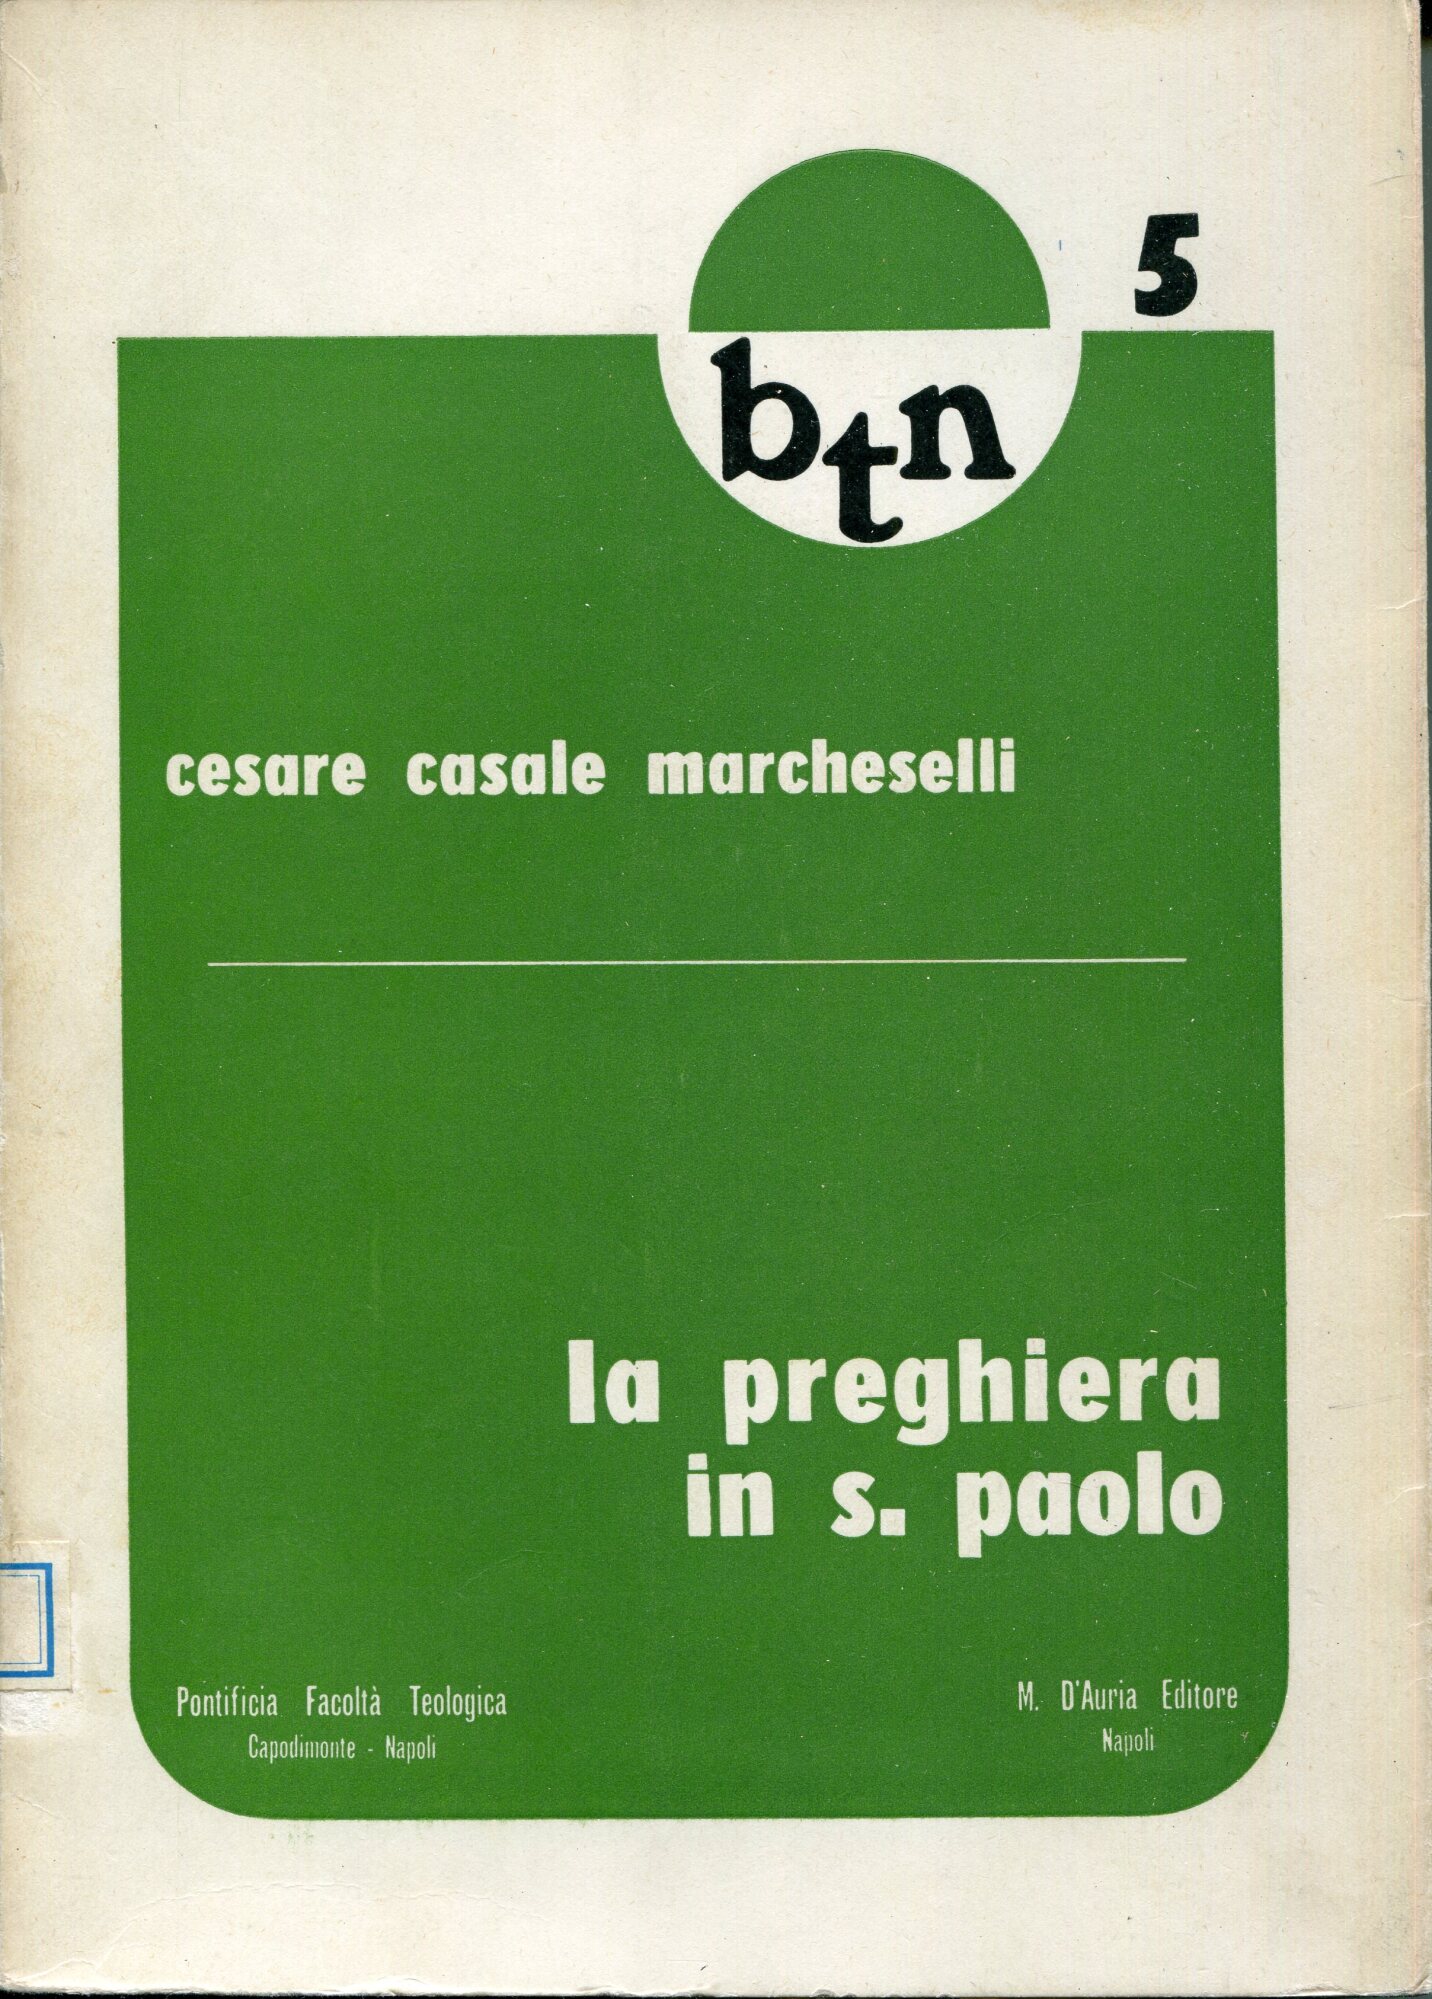 5
btn
cesare casale marcheselli
la preghiera
in s. paolo
Pontificia Facoltà Teologica
Capodimonte - Napoli
M. D'Auria Editore
Napoli